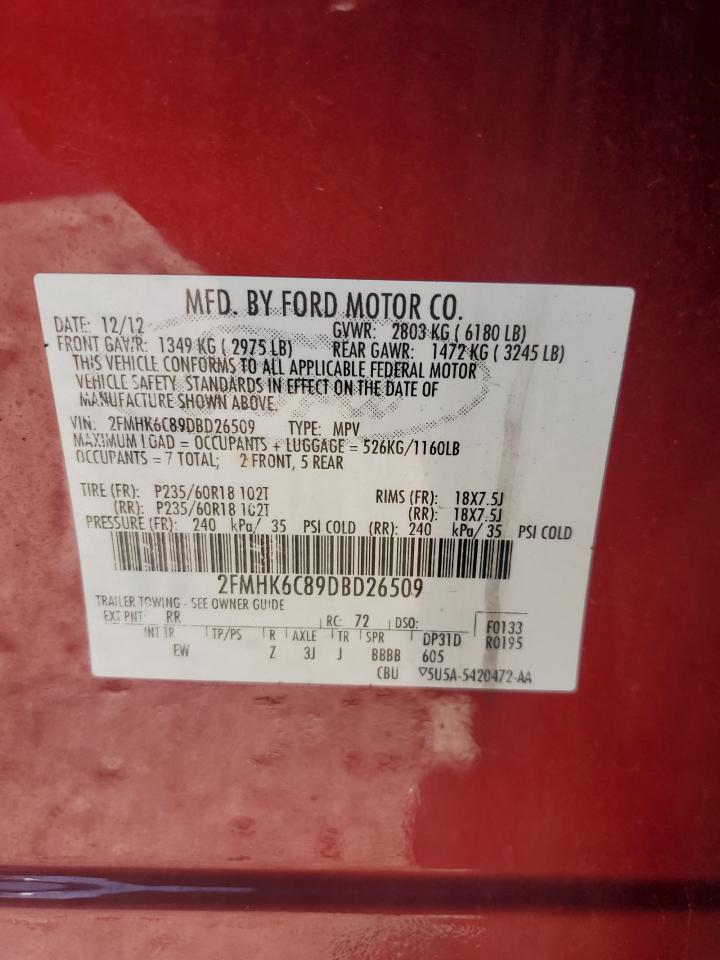 MFD. BY FORD MOTOR CO.
DATE: 12/12 GVWR: 2803 KG ( 6180 LB)
FRONT GAWR: 1349 KG ( 2975 LB) REAR GAWR: 1472 KG ( 3245 LB)
THIS VEHICLE CONFORMS TO ALL APPLICABLE FEDERAL MOTOR
VEHICLE SAFETY STANDARDS IN EFFECT ON THE DATE OF
MANUFACTURE SHOWN ABOVE.
VIN: 2FMHK6C89DBD26509 TYPE: MPV
MAXIMUM LOAD = OCCUPANTS + LUGGAGE = 526KG/1160LB
OCCUPANTS = 7 TOTAL; 2 FRONT, 5 REAR
TIRE (FR): P235/60R18 102T RIMS (FR): 18X7.5J
(RR): P235/60R18 102T (RR): 18X7.5J
PRESSURE (FR): 240 kPa/ 35 PSI COLD (RR): 240 kPa/ 35 PSI COLD
2FMHK6C89DBD26509
TRAILER TOWING - SEE OWNER GUIDE
EXT PNT: RR RC: 72 DSO: F0133
INT TR TP/PS R AXLE TR SPR DP31D R0195
EW Z 3J J BBBB 605
CBU ▽5U5A-5420472-AA